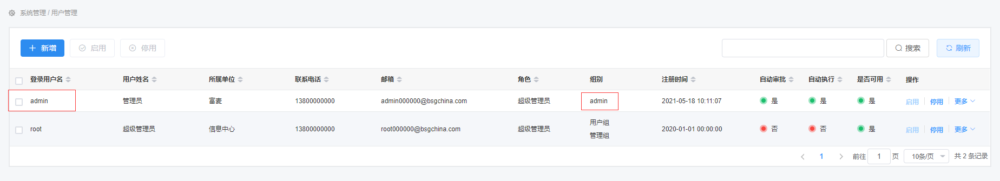 系统管理 / 用户管理
新增 启用 停用 搜索 刷新
登录用户名 用户姓名 所属单位 联系电话 邮箱 角色 组别 注册时间 自动审批 自动执行 是否可用 操作
admin 管理员 富麦 13800000000 admin000000@bsgchina.com 超级管理员 admin 2021-05-18 10:11:07 是 是 是 启用 停用 更多
root 超级管理员 信息中心 13800000000 root000000@bsgchina.com 超级管理员 用户组 2020-01-01 00:00:00 否 否 是 启用 停用 更多
管理组
1 前往 1 页 10条/页 共 2 条记录